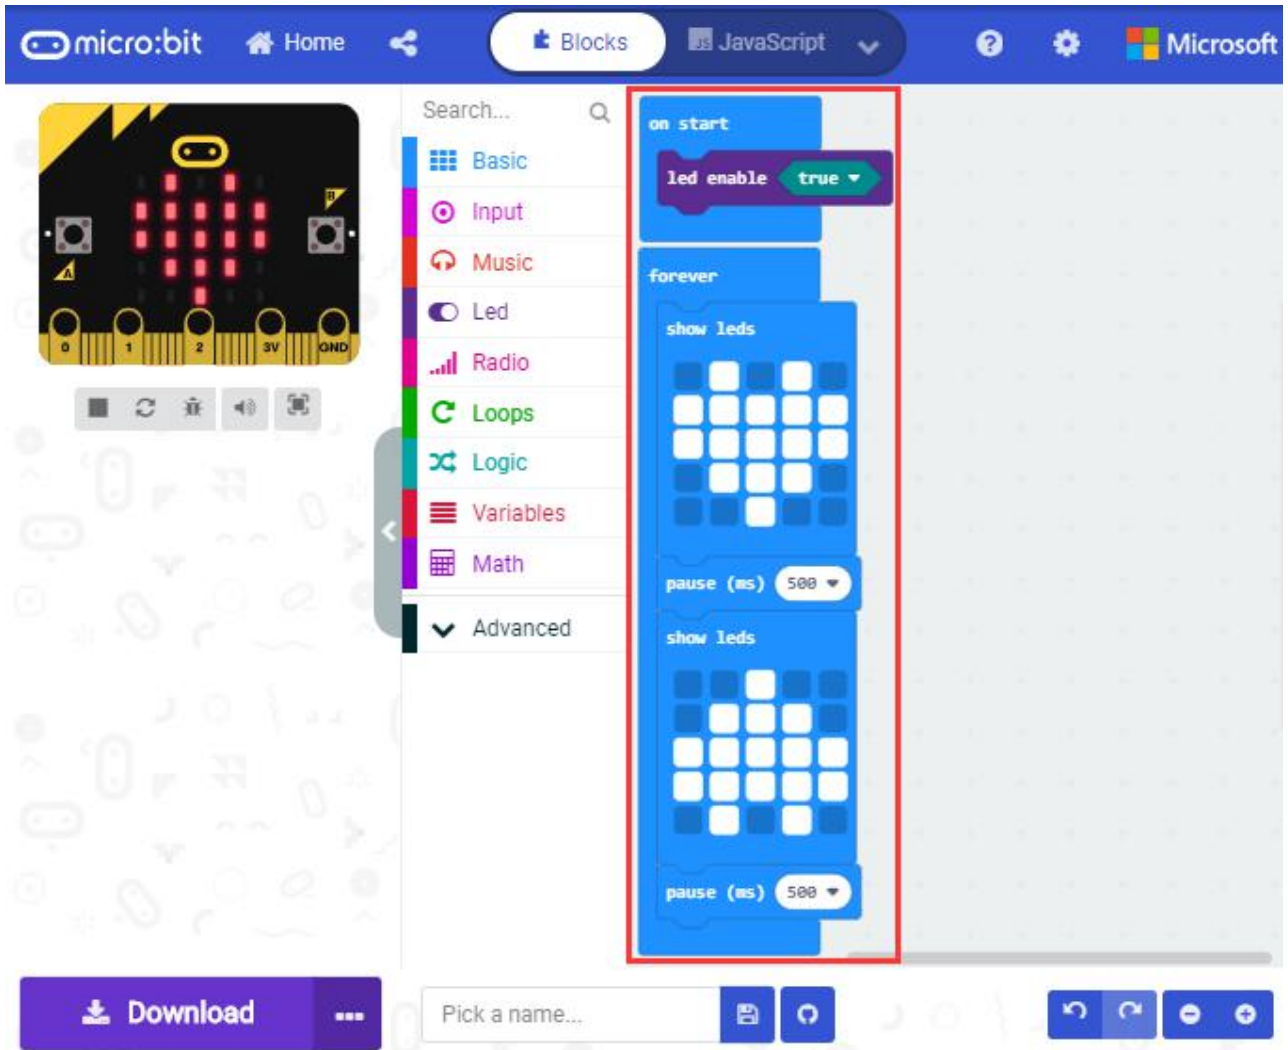 micro:bit Home Blocks JS JavaScript ? Microsoft
Search...
Basic
Input
Music
Led
Radio
Loops
Logic
Variables
Math
Advanced
B
A
0 1 2 3V GND
on start
led enable true
forever
show leds
pause (ms) 500
show leds
pause (ms) 500
Download ...
Pick a name...